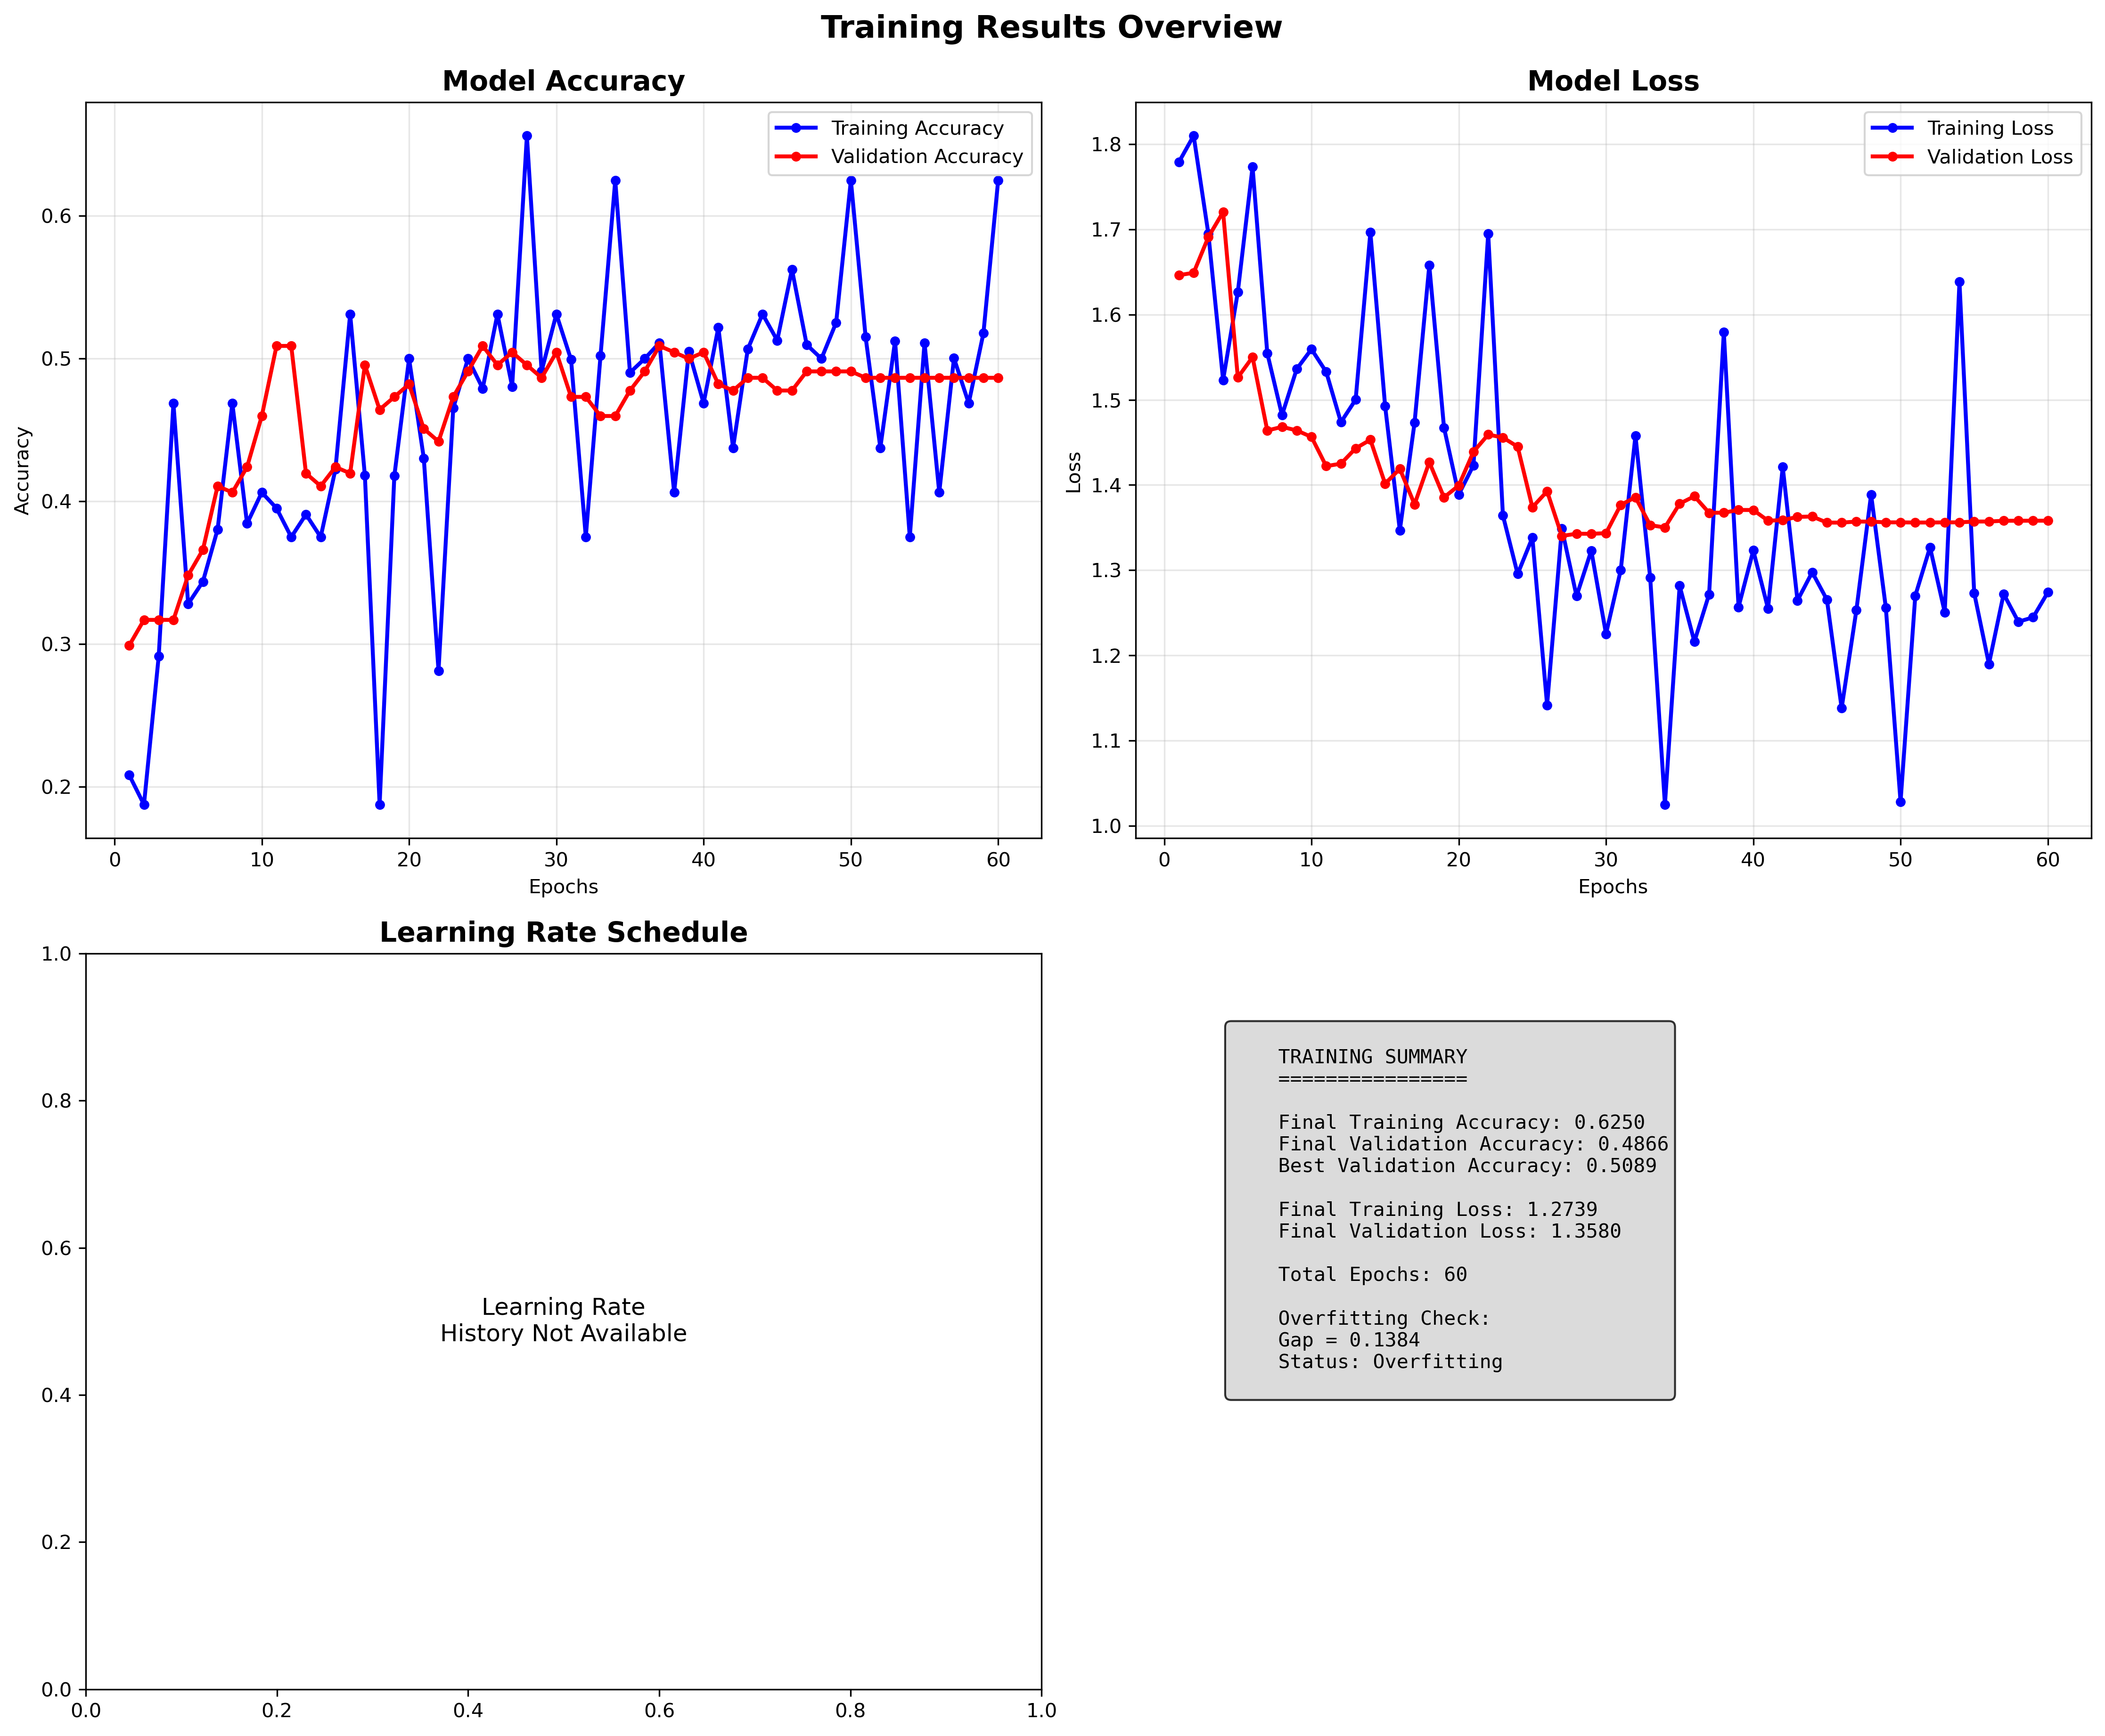 Training Results Overview
Model Accuracy
Training Accuracy
Validation Accuracy
Accuracy
0.6
0.5
0.4
0.3
0.2
0
10
20
30
40
50
60
Epochs
Model Loss
Training Loss
Validation Loss
Loss
1.8
1.7
1.6
1.5
1.4
1.3
1.2
1.1
1.0
0
10
20
30
40
50
60
Epochs
Learning Rate Schedule
1.0
0.8
0.6
0.4
0.2
0.0
Learning Rate
History Not Available
0.0
0.2
0.4
0.6
0.8
1.0
TRAINING SUMMARY
================
Final Training Accuracy: 0.6250
Final Validation Accuracy: 0.4866
Best Validation Accuracy: 0.5089
Final Training Loss: 1.2739
Final Validation Loss: 1.3580
Total Epochs: 60
Overfitting Check:
Gap = 0.1384
Status: Overfitting